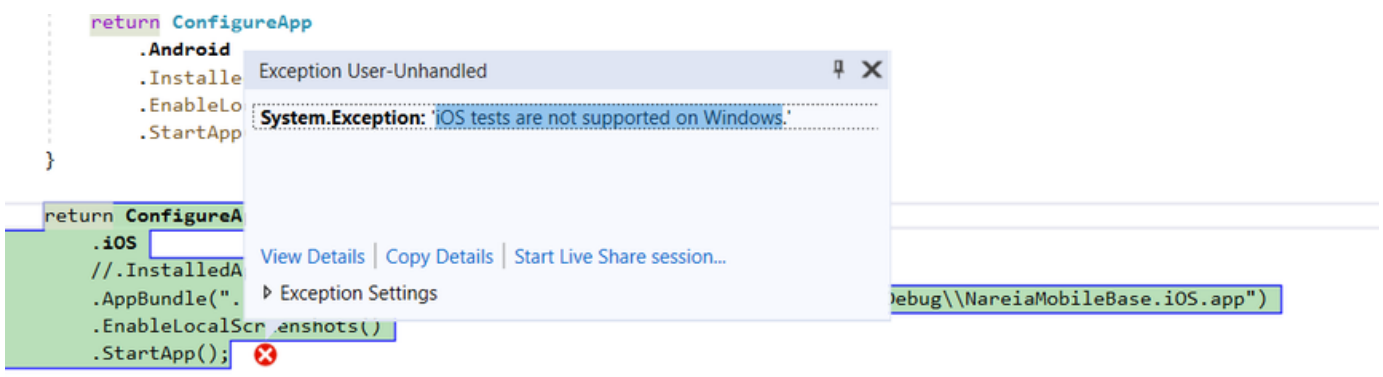 return ConfigureApp
.Android
.Installe
.EnableLo
.StartApp
}
Exception User-Unhandled
System.Exception: 'iOS tests are not supported on Windows.'
View Details | Copy Details | Start Live Share session...
Exception Settings
return ConfigureA
.iOS
//.InstalledA
.AppBundle(". Debug\\NareiaMobileBase.iOS.app")
.EnableLocalScreenshots()
.StartApp();